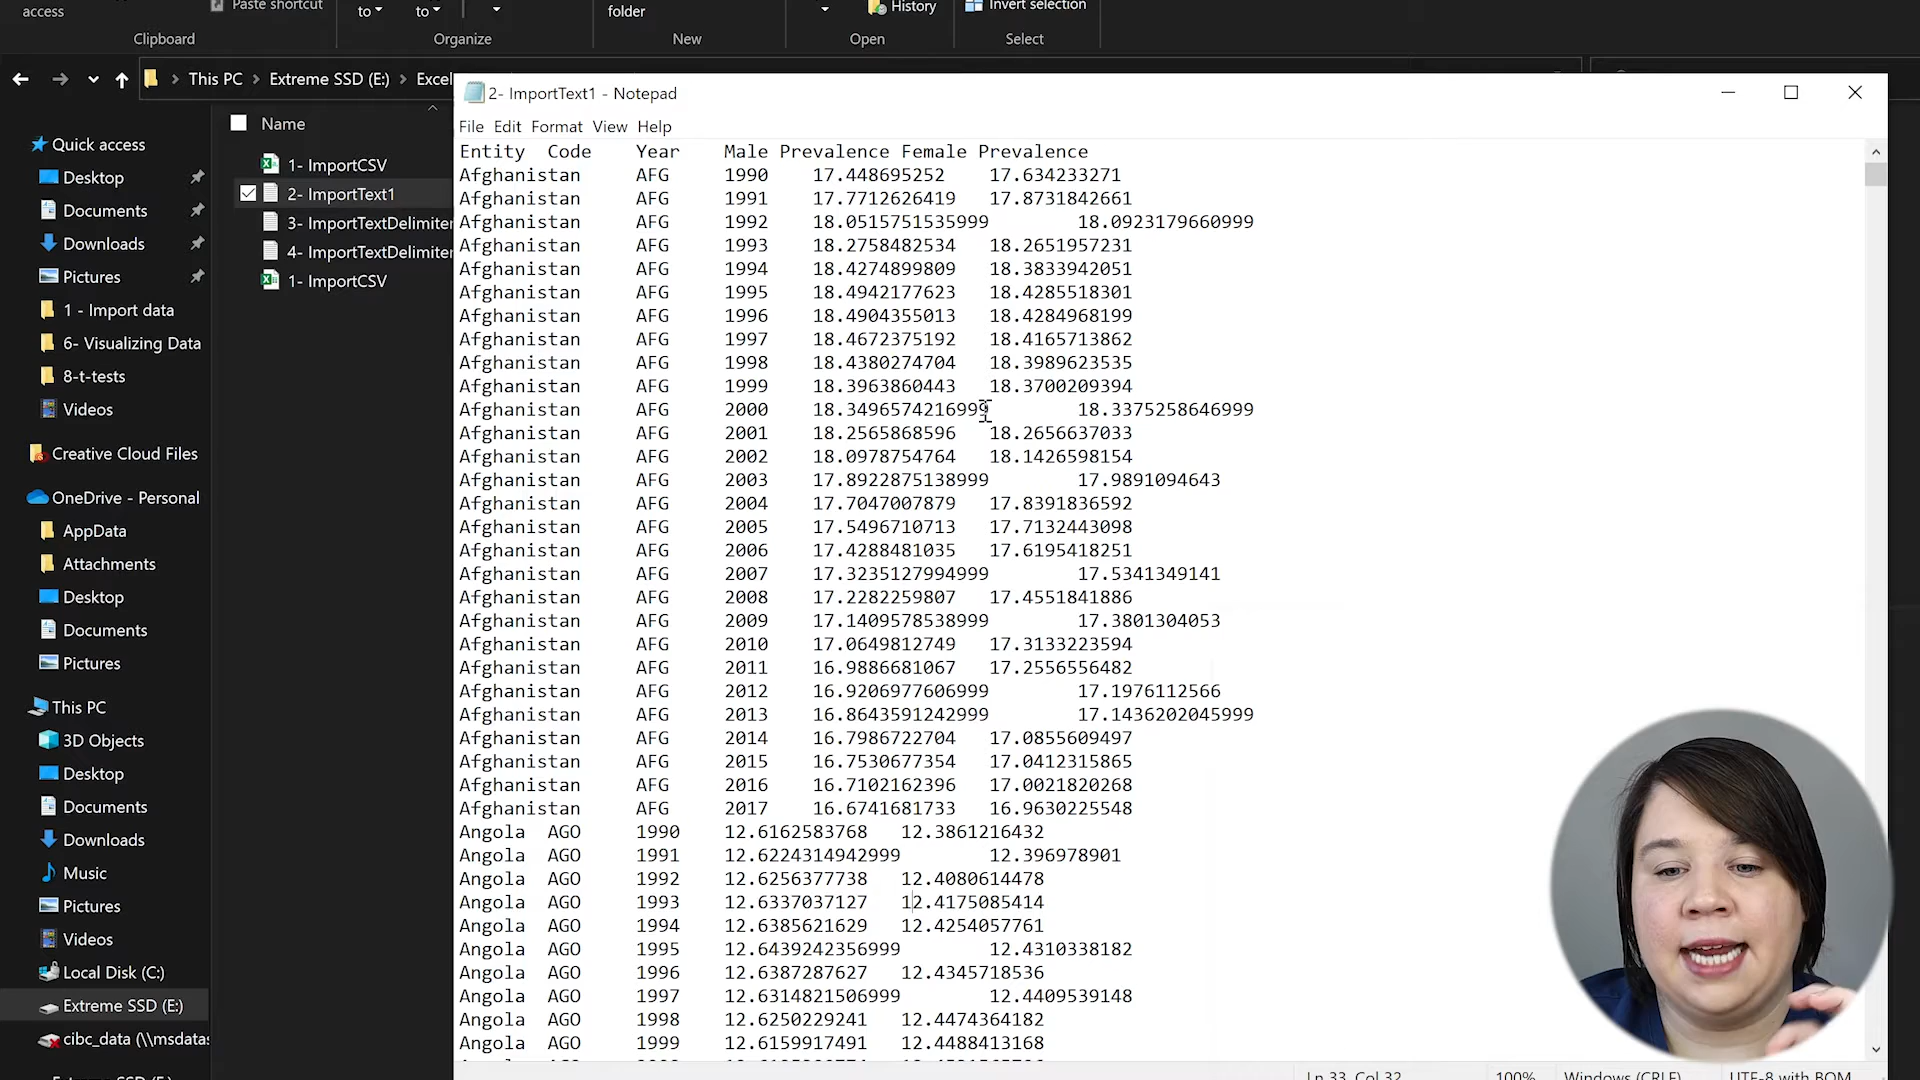 access
Paste shortcut
to
to
folder
History
Invert selection
Clipboard
Organize
New
Open
Select
This PC > Extreme SSD (E:) > Excel
Name
Quick access
Desktop
Documents
Downloads
Pictures
1 - Import data
6- Visualizing Data
8-t-tests
Videos
Creative Cloud Files
OneDrive - Personal
AppData
Attachments
Desktop
Documents
Pictures
This PC
3D Objects
Desktop
Documents
Downloads
Music
Pictures
Videos
Local Disk (C:)
Extreme SSD (E:)
cibc_data (\\msdatas
1- ImportCSV
2- ImportText1
3- ImportTextDelimiter
4- ImportTextDelimiter
1- ImportCSV
2- ImportText1 - Notepad
File Edit Format View Help
Entity Code Year Male Prevalence Female Prevalence
Afghanistan AFG 1990 17.448695252 17.634233271
Afghanistan AFG 1991 17.7712626419 17.8731842661
Afghanistan AFG 1992 18.0515751535999 18.0923179660999
Afghanistan AFG 1993 18.2758482534 18.2651957231
Afghanistan AFG 1994 18.4274899809 18.3833942051
Afghanistan AFG 1995 18.4942177623 18.4285518301
Afghanistan AFG 1996 18.4904355013 18.4284968199
Afghanistan AFG 1997 18.4672375192 18.4165713862
Afghanistan AFG 1998 18.4380274704 18.3989623535
Afghanistan AFG 1999 18.3963860443 18.3700209394
Afghanistan AFG 2000 18.3496574216999 18.3375258646999
Afghanistan AFG 2001 18.2565868596 18.2656637033
Afghanistan AFG 2002 18.0978754764 18.1426598154
Afghanistan AFG 2003 17.8922875138999 17.9891094643
Afghanistan AFG 2004 17.7047007879 17.8391836592
Afghanistan AFG 2005 17.5496710713 17.7132443098
Afghanistan AFG 2006 17.4288481035 17.6195418251
Afghanistan AFG 2007 17.3235127994999 17.5341349141
Afghanistan AFG 2008 17.2282259807 17.4551841886
Afghanistan AFG 2009 17.1409578538999 17.3801304053
Afghanistan AFG 2010 17.0649812749 17.3133223594
Afghanistan AFG 2011 16.9886681067 17.2556556482
Afghanistan AFG 2012 16.9206977606999 17.1976112566
Afghanistan AFG 2013 16.8643591242999 17.1436202045999
Afghanistan AFG 2014 16.7986722704 17.0855609497
Afghanistan AFG 2015 16.7530677354 17.0412315865
Afghanistan AFG 2016 16.7102162396 17.0021820268
Afghanistan AFG 2017 16.6741681733 16.9630225548
Angola AGO 1990 12.6162583768 12.3861216432
Angola AGO 1991 12.6224314942999 12.396978901
Angola AGO 1992 12.6256377738 12.4080614478
Angola AGO 1993 12.6337037127 12.4175085414
Angola AGO 1994 12.6385621629 12.4254057761
Angola AGO 1995 12.6439242356999 12.4310338182
Angola AGO 1996 12.6387287627 12.4345718536
Angola AGO 1997 12.6314821506999 12.4409539148
Angola AGO 1998 12.6250229241 12.4474364182
Angola AGO 1999 12.6159917491 12.4488413168
Ln 33, Col 32
100%
Windows (CRLF)
UTF-8 with BOM